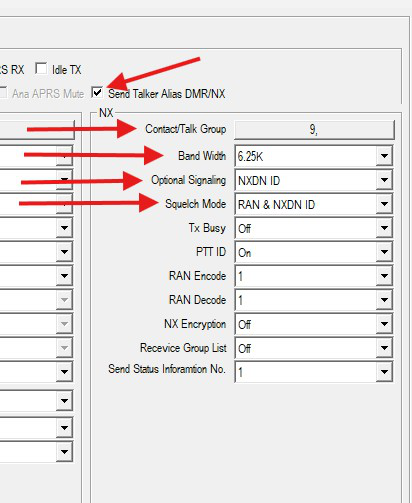 S RX Idle TX
Ana APRS Mute Send Talker Alias DMR/NX
NX
Contact/Talk Group 9,
Band Width 6.25K
Optional Signaling NXDN ID
Squelch Mode RAN & NXDN ID
Tx Busy Off
PTT ID On
RAN Encode 1
RAN Decode 1
NX Encryption Off
Recevice Group List Off
Send Status Inforamtion No. 1